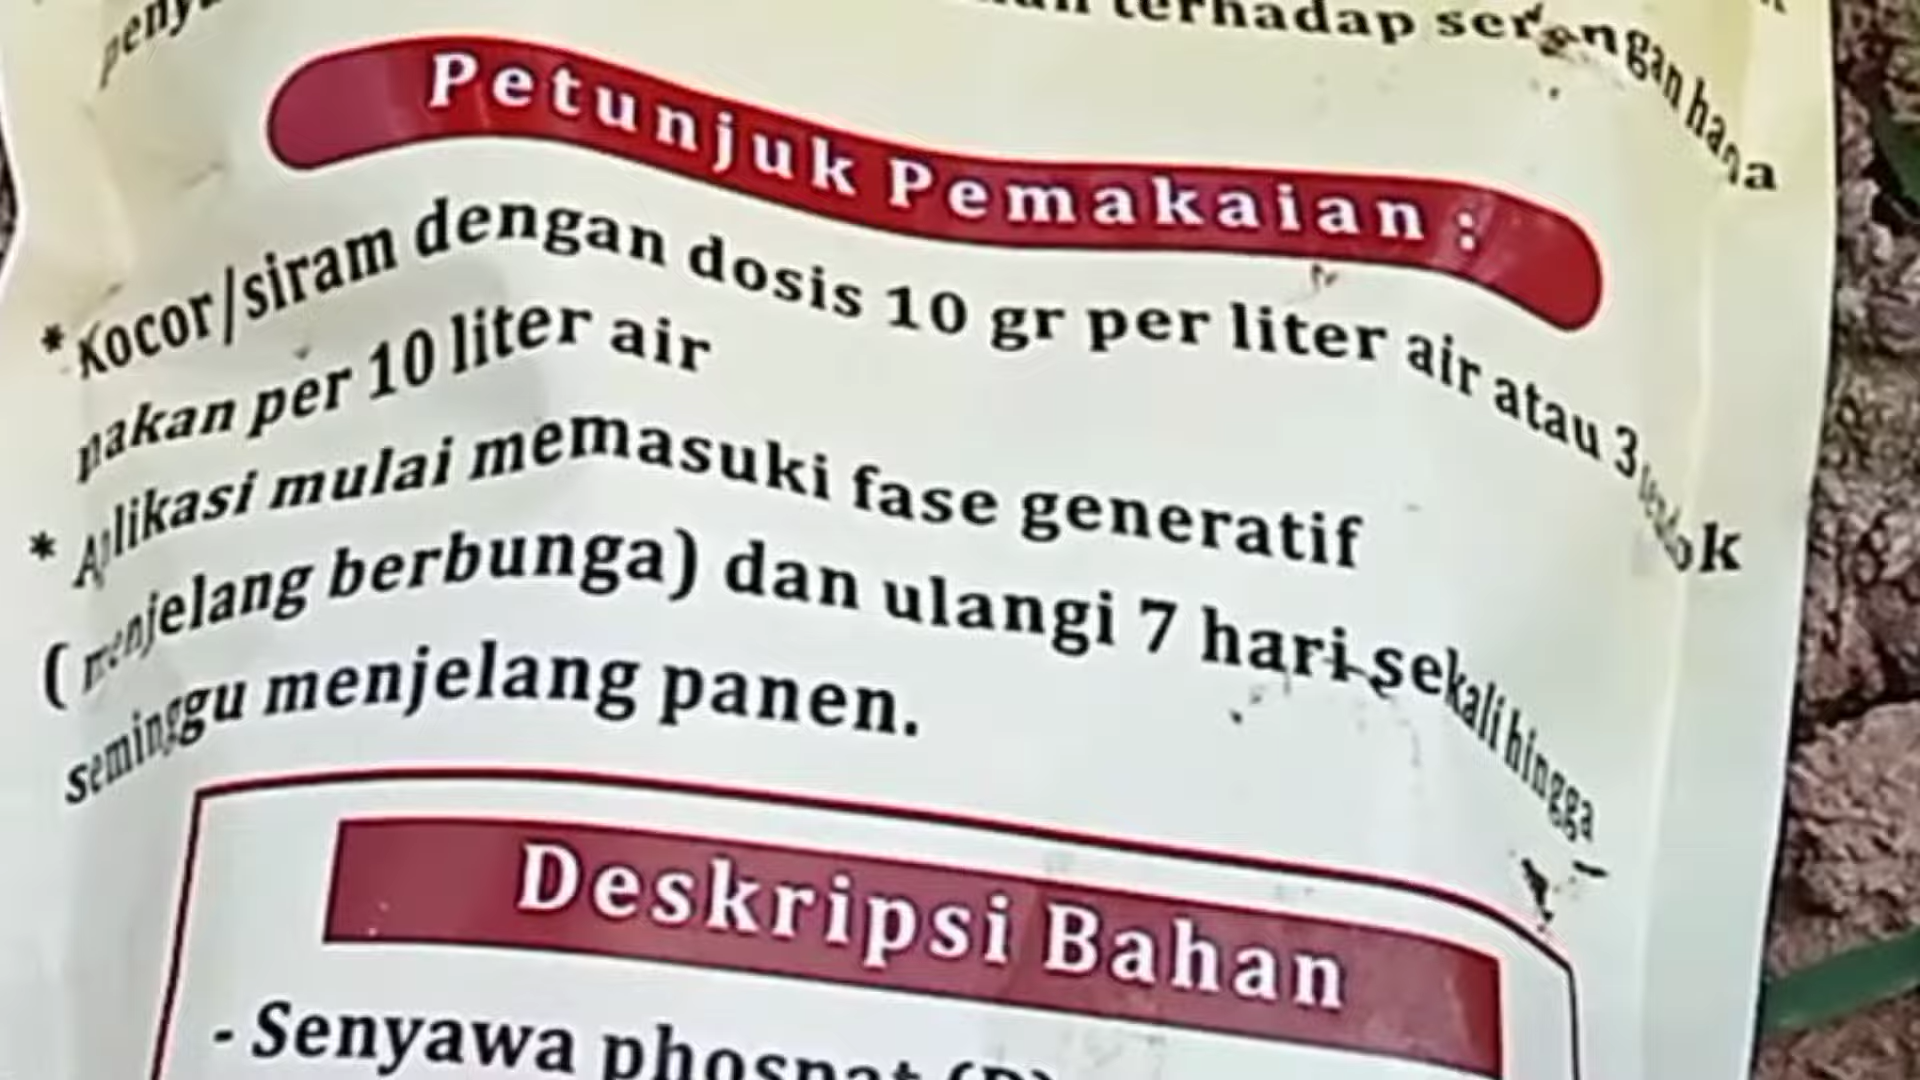 terhadap serangan hama
Petunjuk Pemakaian :
* Kocor/siram dengan dosis 10 gr per liter air atau 3 sendok
makan per 10 liter air
* Aplikasi mulai memasuki fase generatif
( menjelang berbunga) dan ulangi 7 hari sekali hingga
seminggu menjelang panen.
Deskripsi Bahan
- Senyawa phospat (P)